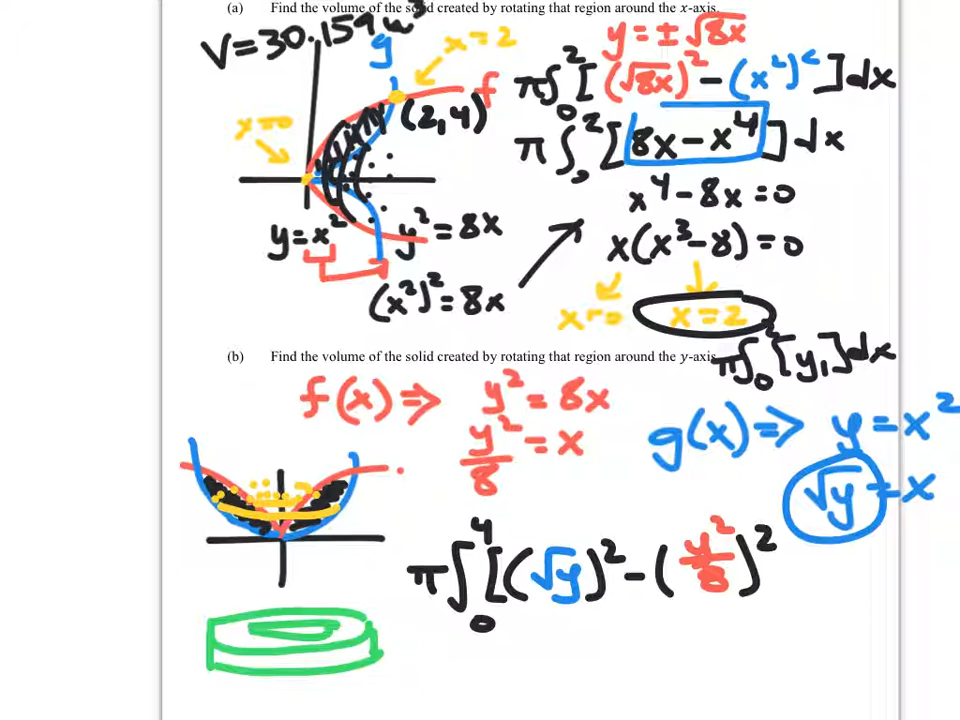 (a) Find the volume of the solid created by rotating that region around the x-axis.
V = 30.159 u³
g
x = 2
y = ± √8x
f
π∫₀² [(√8x)² − (x²)²] dx
x=0
(2,4)
π∫₀² [8x − x⁴] dx
x⁴ − 8x = 0
y = x²
y² = 8x
x(x³ − 8) = 0
(x²)² = 8x
x=0
x = 2
π∫₀² [y₁] dx
(b) Find the volume of the solid created by rotating that region around the y-axis.
f(x) ⇒ y² = 8x
y²/8 = x
g(x) ⇒ y = x²
√y = x
π∫₀⁴ [(√y)² − (y²/8)²